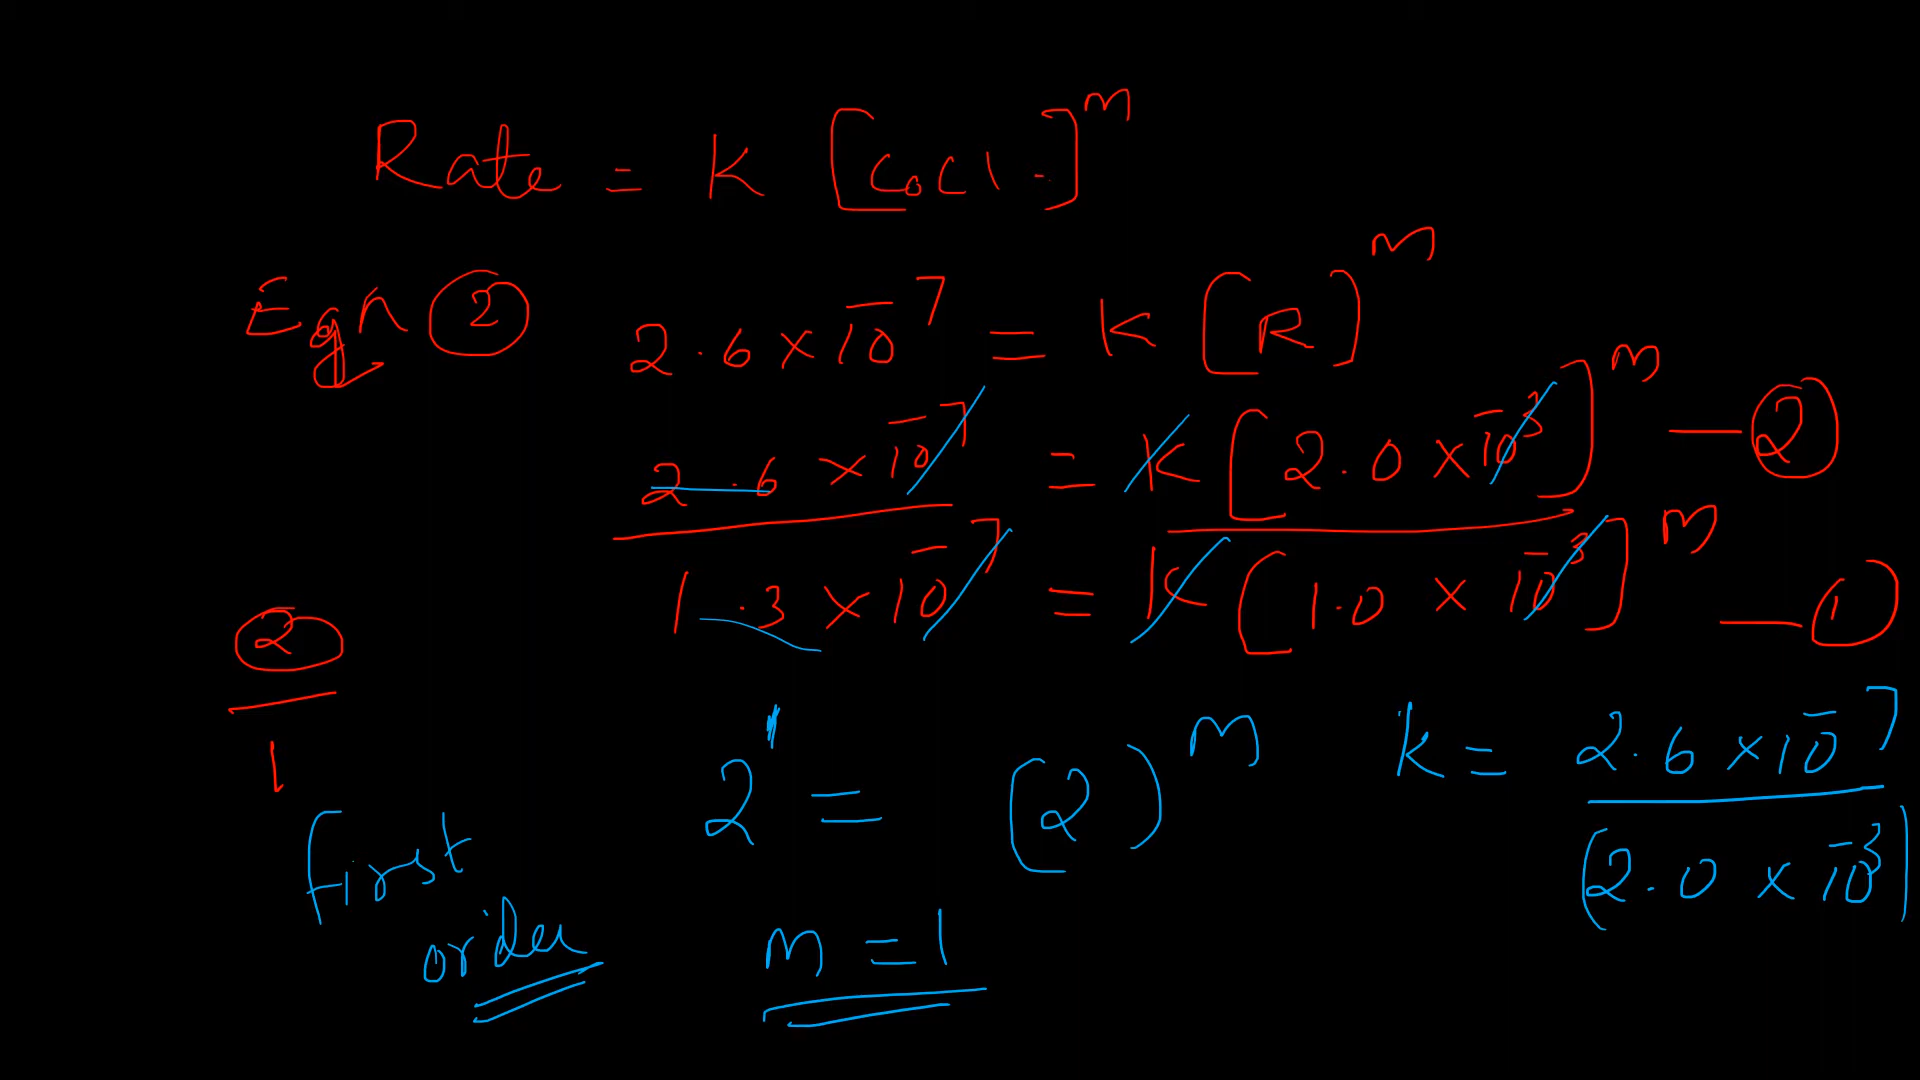 Rate = K [CoCl.]^m
Eqn ② 2.6 × 10^-7 = K [R]^m
2.6 × 10^-7 = K [2.0 × 10^-3]^m — ②
1.3 × 10^-7 = K [1.0 × 10^-3]^m — ①
②
1
2^1 = (2)^m
k = 2.6 × 10^-7
(2.0 × 10^-3)
First
order
m = 1